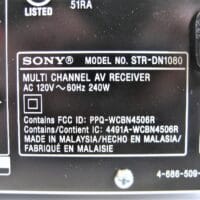 LISTED 51RA
SONY® MODEL NO. STR-DN1080
MULTI CHANNEL AV RECEIVER
AC 120V ~ 60Hz 240W
Contains FCC ID: PPQ-WCBN4506R
Contains/Contient IC: 4491A-WCBN4506R
MADE IN MALAYSIA/HECHO EN MALASIA/
FABRIQUÉ EN MALAISIE
4-686-509-